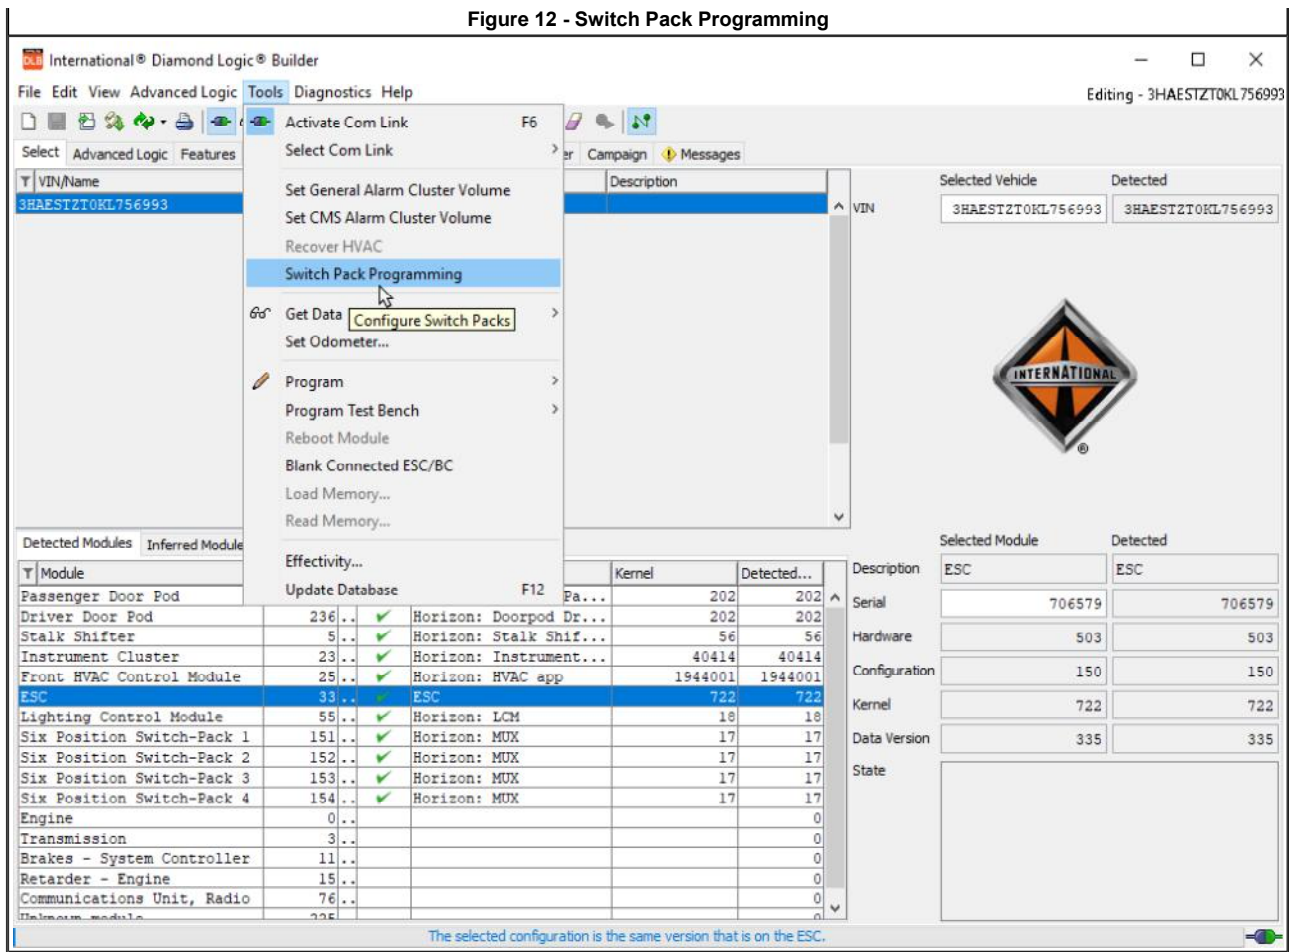 Figure 12 - Switch Pack Programming
DLB International® Diamond Logic® Builder
File Edit View Advanced Logic Tools Diagnostics Help
Editing - 3HAESTZT0KL756993
Select Advanced Logic Features er Campaign Messages
VIN/Name Description
3HAESTZT0KL756993
Activate Com Link F6
Select Com Link
Set General Alarm Cluster Volume
Set CMS Alarm Cluster Volume
Recover HVAC
Switch Pack Programming
Get Data
Configure Switch Packs
Set Odometer...
Program
Program Test Bench
Reboot Module
Blank Connected ESC/BC
Load Memory...
Read Memory...
Effectivity...
Update Database F12
Selected Vehicle Detected
VIN 3HAESTZT0KL756993 3HAESTZT0KL756993
INTERNATIONAL
®
Detected Modules Inferred Module
Module Kernel Detected...
Passenger Door Pod Pa... 202 202
Driver Door Pod 236.. Horizon: Doorpod Dr... 202 202
Stalk Shifter 5.. Horizon: Stalk Shif... 56 56
Instrument Cluster 23.. Horizon: Instrument... 40414 40414
Front HVAC Control Module 25.. Horizon: HVAC app 1944001 1944001
ESC 33.. ESC 722 722
Lighting Control Module 55.. Horizon: LCM 18 18
Six Position Switch-Pack 1 151.. Horizon: MUX 17 17
Six Position Switch-Pack 2 152.. Horizon: MUX 17 17
Six Position Switch-Pack 3 153.. Horizon: MUX 17 17
Six Position Switch-Pack 4 154.. Horizon: MUX 17 17
Engine 0.. 0
Transmission 3.. 0
Brakes - System Controller 11.. 0
Retarder - Engine 15.. 0
Communications Unit, Radio 76.. 0
Selected Module Detected
Description ESC ESC
Serial 706579 706579
Hardware 503 503
Configuration 150 150
Kernel 722 722
Data Version 335 335
State
The selected configuration is the same version that is on the ESC.